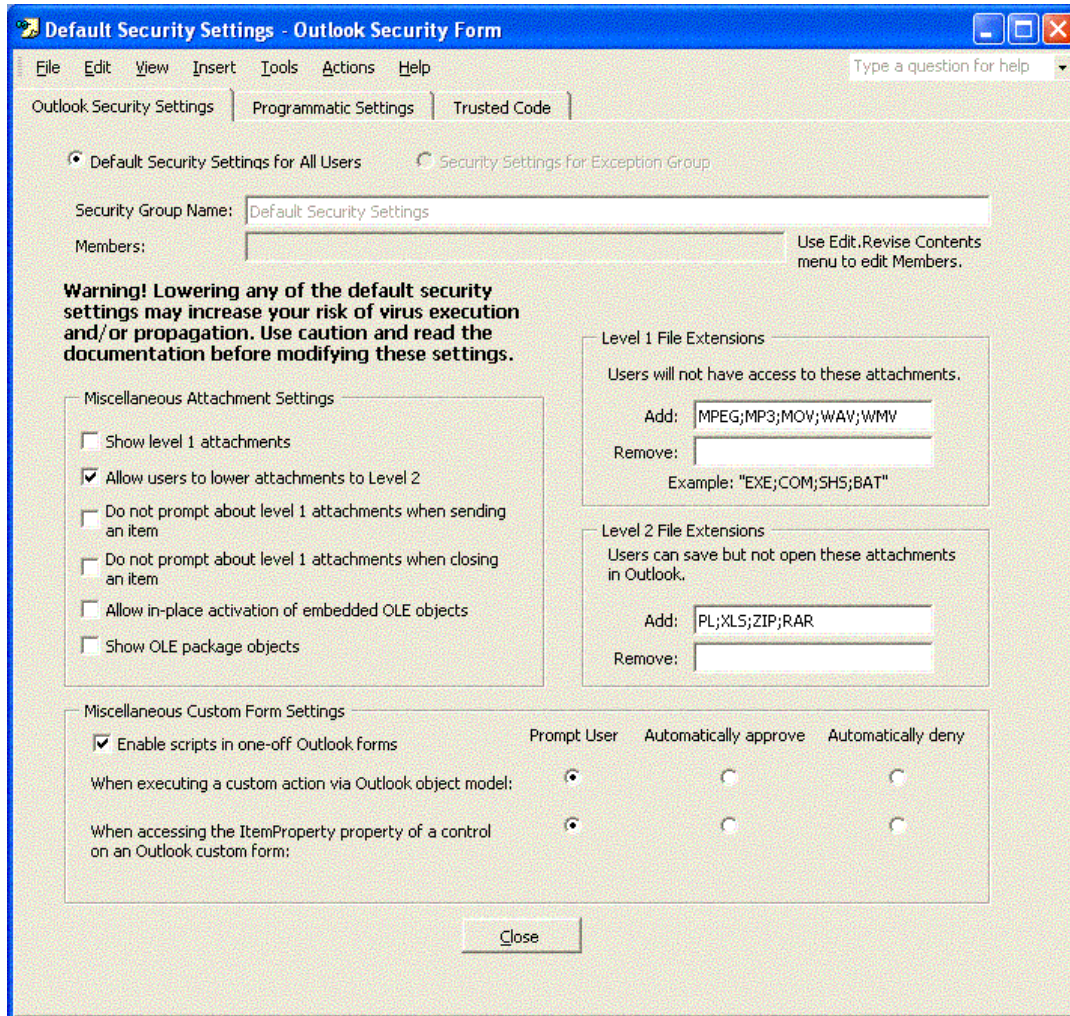 Default Security Settings - Outlook Security Form
File Edit View Insert Tools Actions Help
Type a question for help
Outlook Security Settings Programmatic Settings Trusted Code
Default Security Settings for All Users Security Settings for Exception Group
Security Group Name: Default Security Settings
Members:
Use Edit.Revise Contents
menu to edit Members.
Warning! Lowering any of the default security
settings may increase your risk of virus execution
and/or propagation. Use caution and read the
documentation before modifying these settings.
Miscellaneous Attachment Settings
Show level 1 attachments
Allow users to lower attachments to Level 2
Do not prompt about level 1 attachments when sending
an item
Do not prompt about level 1 attachments when closing
an item
Allow in-place activation of embedded OLE objects
Show OLE package objects
Level 1 File Extensions
Users will not have access to these attachments.
Add: MPEG;MP3;MOV;WAV;WMV
Remove:
Example: "EXE;COM;SHS;BAT"
Level 2 File Extensions
Users can save but not open these attachments
in Outlook.
Add: PL;XLS;ZIP;RAR
Remove:
Miscellaneous Custom Form Settings
Enable scripts in one-off Outlook forms
Prompt User Automatically approve Automatically deny
When executing a custom action via Outlook object model:
When accessing the ItemProperty property of a control
on an Outlook custom form:
Close